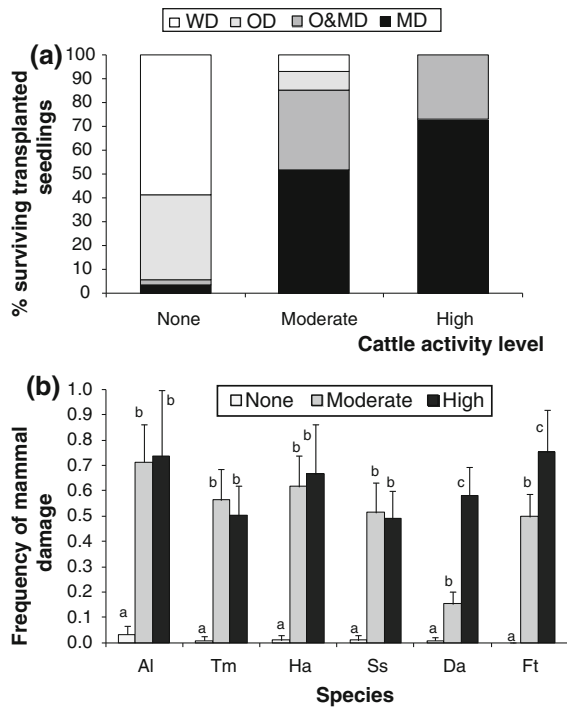 WD OD O&MD MD
(a)
% surviving transplanted
seedlings
100
90
80
70
60
50
40
30
20
10
0
None Moderate High
Cattle activity level
(b)
None Moderate High
Frequency of mammal
damage
1.0
0.9
0.8
0.7
0.6
0.5
0.4
0.3
0.2
0.1
0.0
a b b a b b a b b a b b a b c a b c
Al Tm Ha Ss Da Ft
Species